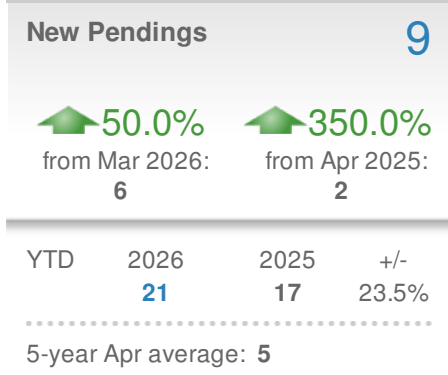 New Pendings 9
50.0% 350.0%
from Mar 2026: from Apr 2025:
6 2
YTD 2026 2025 +/-
21 17 23.5%
5-year Apr average: 5